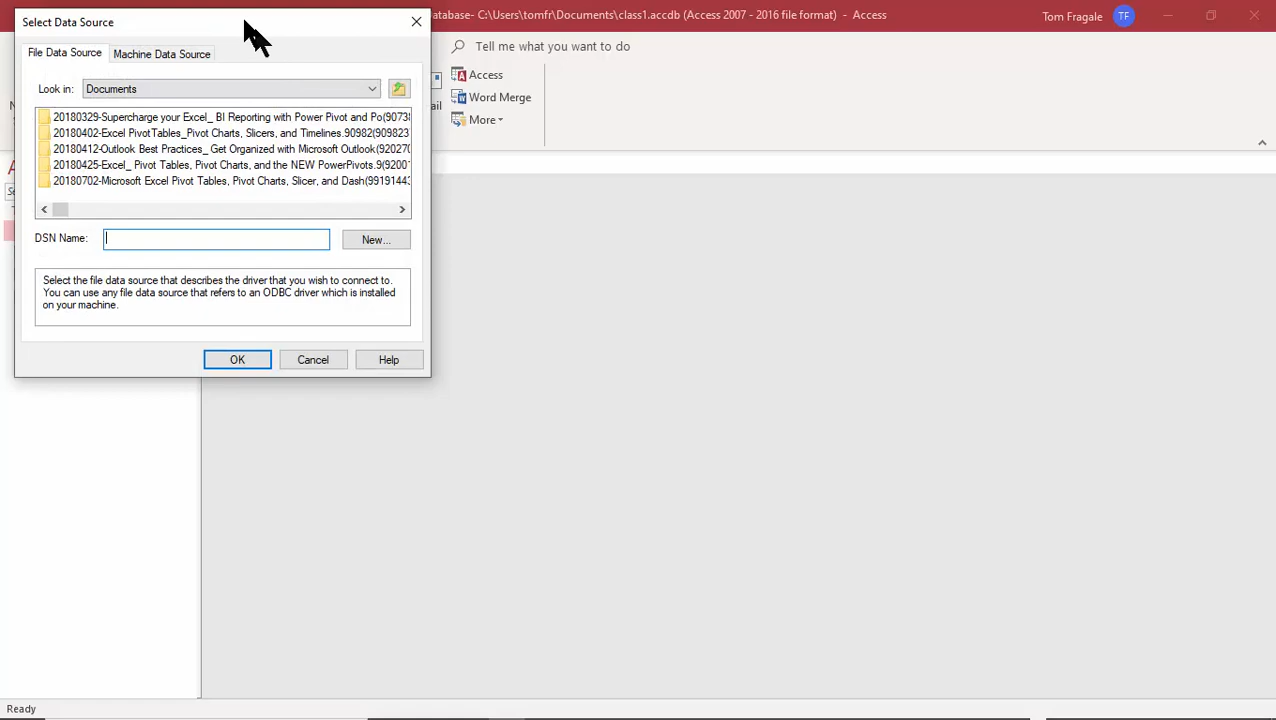 Select Data Source
Database- C:\Users\tomfr\Documents\class1.accdb (Access 2007 - 2016 file format) - Access
Tom Fragale
TF
File Data Source
Machine Data Source
Tell me what you want to do
Look in:
Documents
Access
Word Merge
More
20180329-Supercharge your Excel_ BI Reporting with Power Pivot and Po(90738
20180402-Excel PivotTables_Pivot Charts, Slicers, and Timelines.90982(909823
20180412-Outlook Best Practices_ Get Organized with Microsoft Outlook(920270
20180425-Excel_ Pivot Tables, Pivot Charts, and the NEW PowerPivots.9(92001
20180702-Microsoft Excel Pivot Tables, Pivot Charts, Slicer, and Dash(9919144
DSN Name:
New...
Select the file data source that describes the driver that you wish to connect to.
You can use any file data source that refers to an ODBC driver which is installed
on your machine.
OK
Cancel
Help
Ready